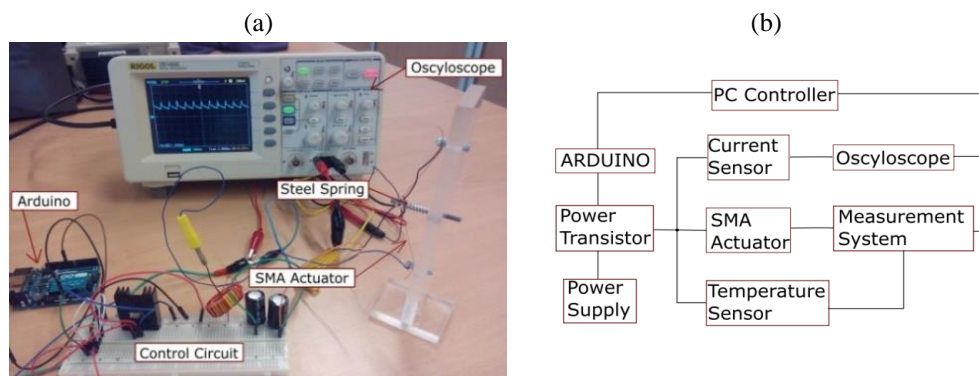 (a)
(b)
RIGOL
Oscyloscope
Steel Spring
Arduino
SMA Actuator
Control Circuit
PC Controller
ARDUINO
Current
Sensor
Oscyloscope
Power
Transistor
SMA
Actuator
Measurement
System
Power
Supply
Temperature
Sensor